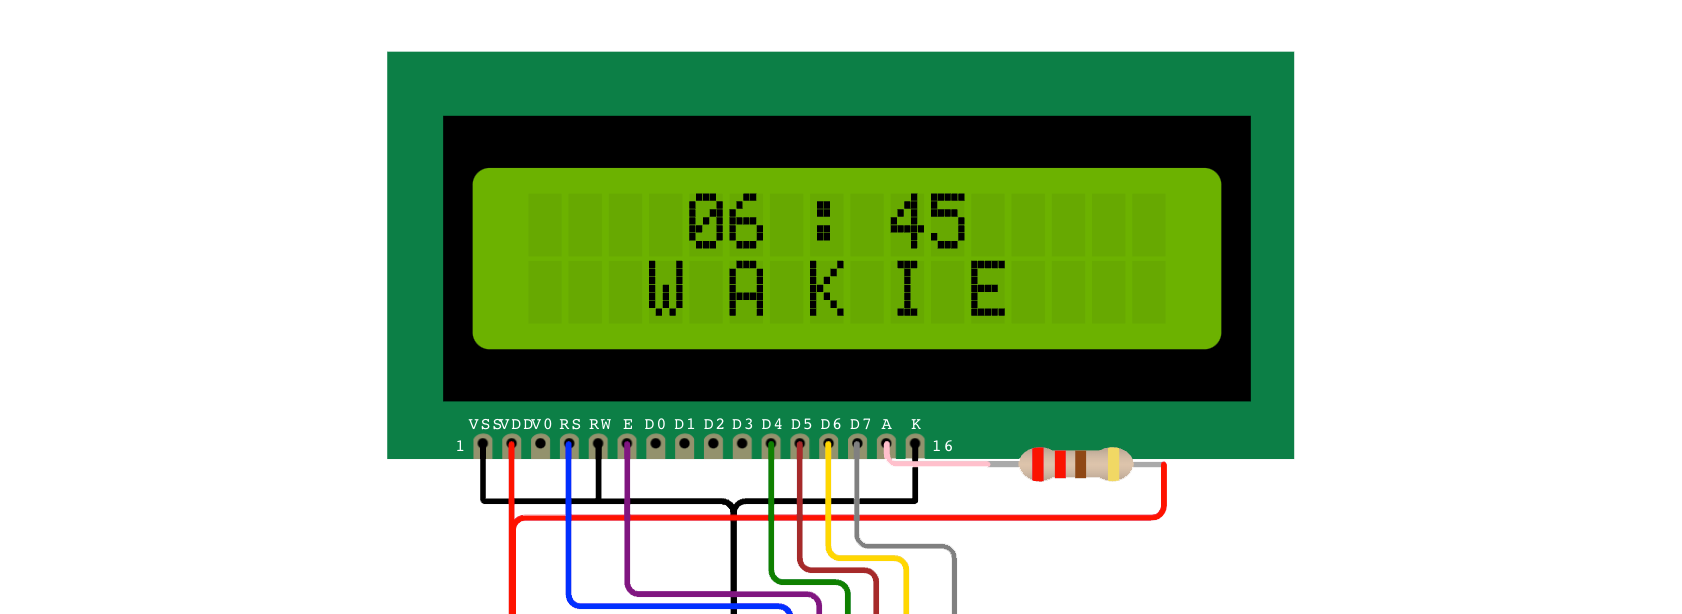 06 : 45
W A K I E
VSS VDD V0 RS RW E D0 D1 D2 D3 D4 D5 D6 D7 A K
1 16